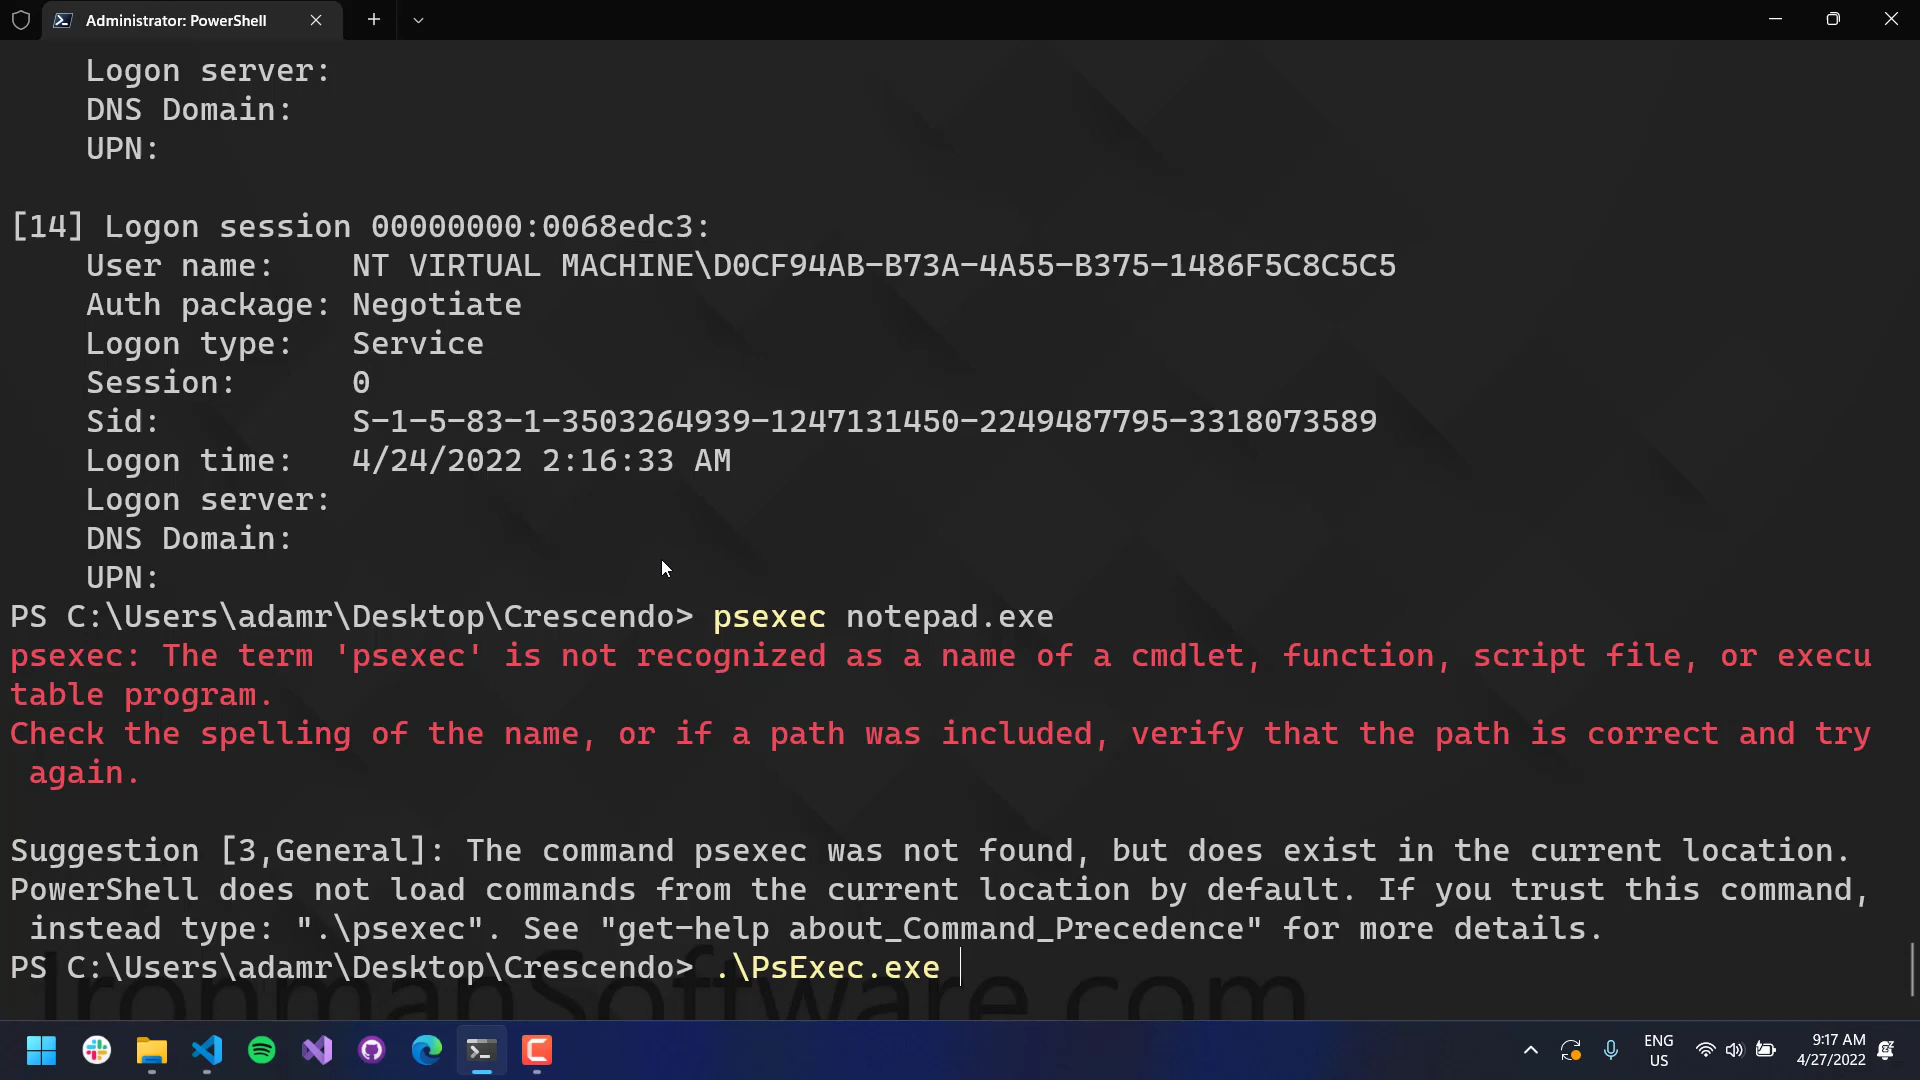 Administrator: PowerShell
Logon server:
DNS Domain:
UPN:
[14] Logon session 00000000:0068edc3:
User name: NT VIRTUAL MACHINE\D0CF94AB-B73A-4A55-B375-1486F5C8C5C5
Auth package: Negotiate
Logon type: Service
Session: 0
Sid: S-1-5-83-1-3503264939-1247131450-2249487795-3318073589
Logon time: 4/24/2022 2:16:33 AM
Logon server:
DNS Domain:
UPN:
PS C:\Users\adamr\Desktop\Crescendo> psexec notepad.exe
psexec: The term 'psexec' is not recognized as a name of a cmdlet, function, script file, or execu
table program.
Check the spelling of the name, or if a path was included, verify that the path is correct and try
again.
Suggestion [3,General]: The command psexec was not found, but does exist in the current location.
PowerShell does not load commands from the current location by default. If you trust this command,
instead type: ".\psexec". See "get-help about_Command_Precedence" for more details.
PS C:\Users\adamr\Desktop\Crescendo> .\PsExec.exe
IronmanSoftware.com
ENG
US
9:17 AM
4/27/2022